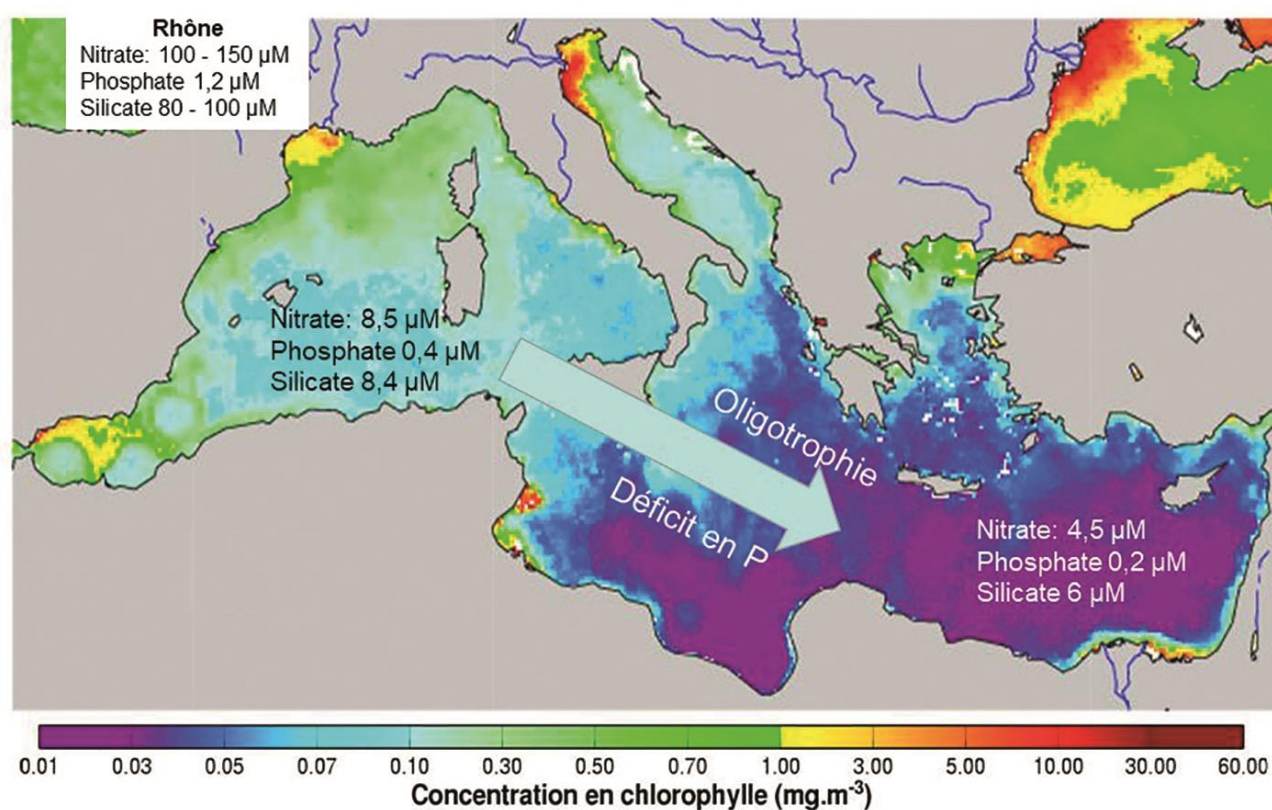 Rhône
Nitrate: 100 - 150 µM
Phosphate 1,2 µM
Silicate 80 - 100 µM
Nitrate: 8,5 µM
Phosphate 0,4 µM
Silicate 8,4 µM
Oligotrophie
Déficit en P
Nitrate: 4,5 µM
Phosphate 0,2 µM
Silicate 6 µM
0.01 0.03 0.05 0.07 0.10 0.30 0.50 0.70 1.00 3.00 5.00 10.00 30.00 60.00
Concentration en chlorophylle (mg.m⁻³)